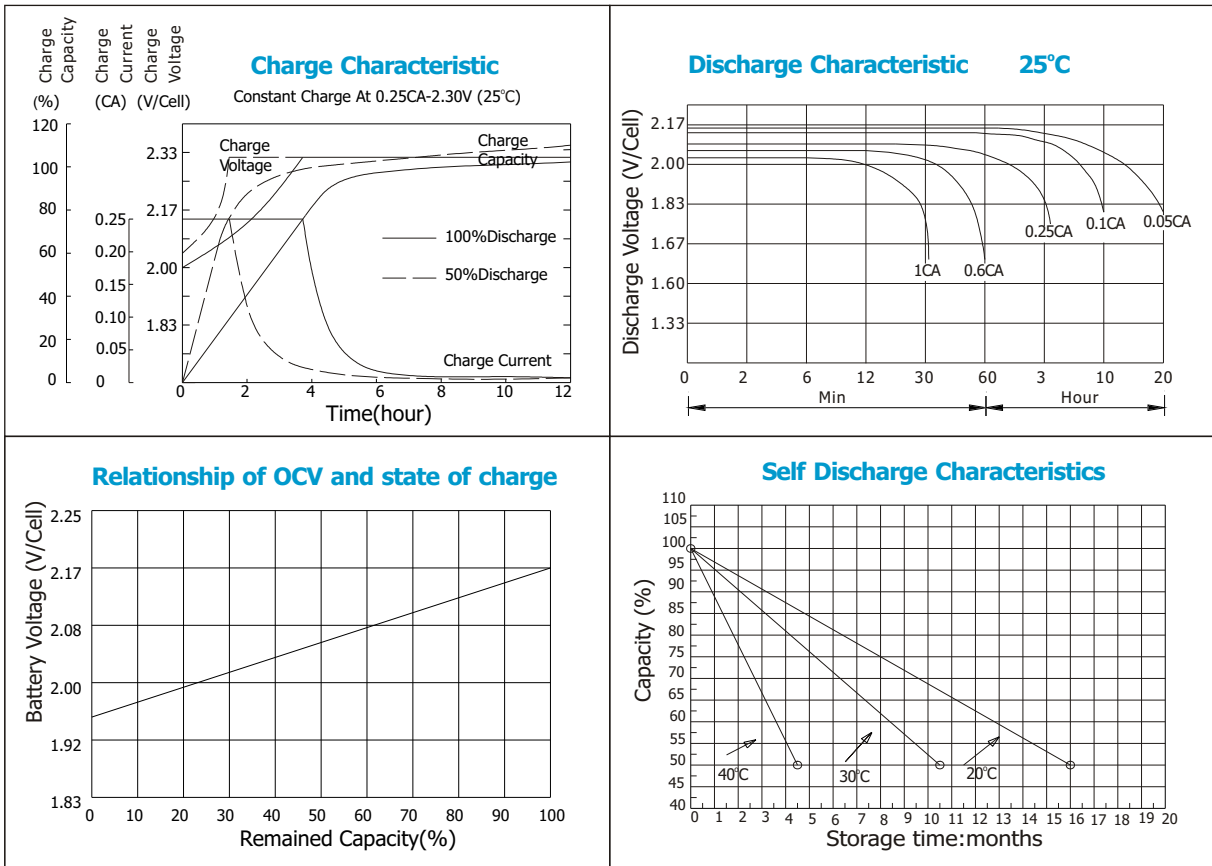 Charge Capacity
Charge Current
Charge Voltage
(%)
(CA)
(V/Cell)
Charge Characteristic
Constant Charge At 0.25CA-2.30V (25°C)
120
100
80
60
40
20
0
0.25
0.20
0.15
0.10
0.05
0
2.33
2.17
2.00
1.83
Charge Voltage
Charge Capacity
100%Discharge
50%Discharge
Charge Current
0 2 4 6 8 10 12
Time(hour)
Discharge Characteristic 25°C
Discharge Voltage (V/Cell)
2.17
2.00
1.83
1.67
1.60
1.33
1CA
0.6CA
0.25CA
0.1CA
0.05CA
0 2 6 12 30 60 3 10 20
Min
Hour
Relationship of OCV and state of charge
Battery Voltage (V/Cell)
2.25
2.17
2.08
2.00
1.92
1.83
0 10 20 30 40 50 60 70 80 90 100
Remained Capacity(%)
Self Discharge Characteristics
Capacity (%)
110
105
100
95
90
85
80
75
70
65
60
55
50
45
40
40°C
30°C
20°C
0 1 2 3 4 5 6 7 8 9 10 11 12 13 14 15 16 17 18 19 20
Storage time:months